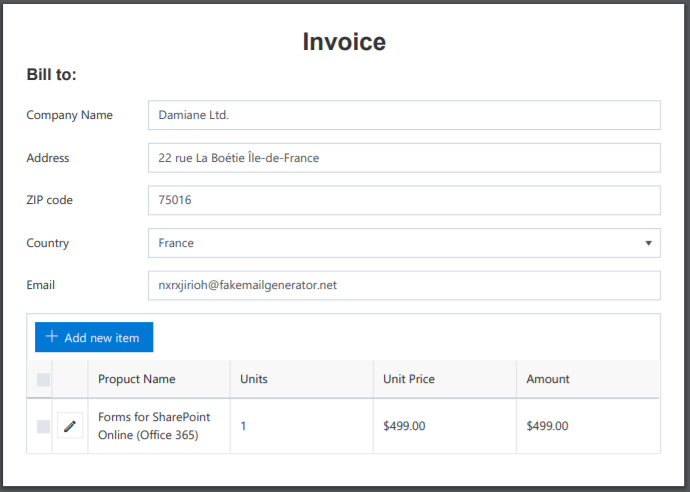 Invoice
Bill to:
Company Name
Damiane Ltd.
Address
22 rue La Boétie Île-de-France
ZIP code
75016
Country
France
Email
nxrxjirioh@fakemailgenerator.net
Add new item
Propuct Name
Units
Unit Price
Amount
Forms for SharePoint
Online (Office 365)
1
$499.00
$499.00